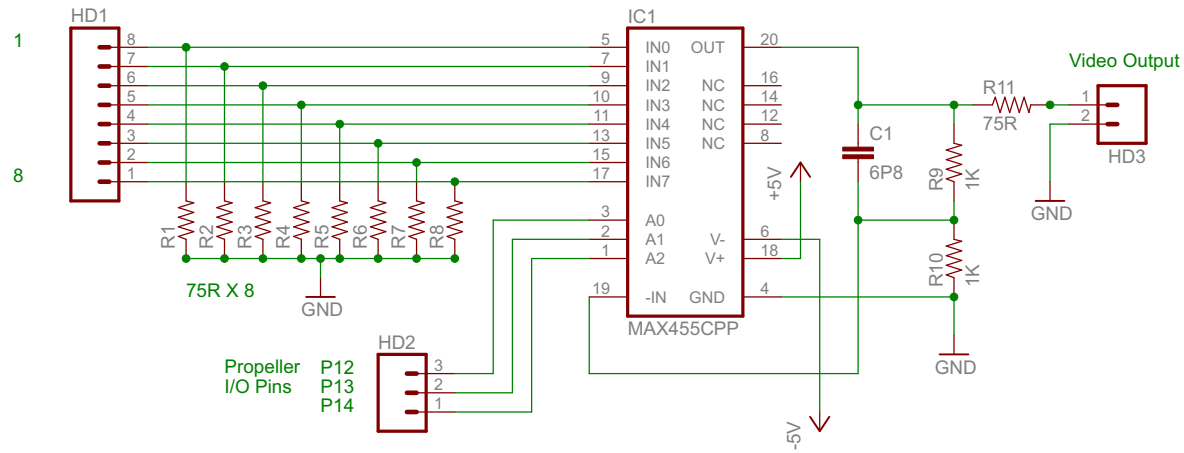 HD1
1
8
7
6
5
4
3
2
1
8
R1
R2
R3
R4
R5
R6
R7
R8
75R X 8
GND
IC1
5 IN0 OUT 20
7 IN1
9 IN2 NC 16
10 IN3 NC 14
11 IN4 NC 12
13 IN5 NC 8
15 IN6
17 IN7
3 A0
2 A1 V- 6
1 A2 V+ 18
19 -IN GND 4
MAX455CPP
HD2
Propeller P12 3
I/O Pins P13 2
P14 1
+5V
-5V
C1
6P8
R9
1K
R10
1K
GND
R11
75R
Video Output
1
2
HD3
GND